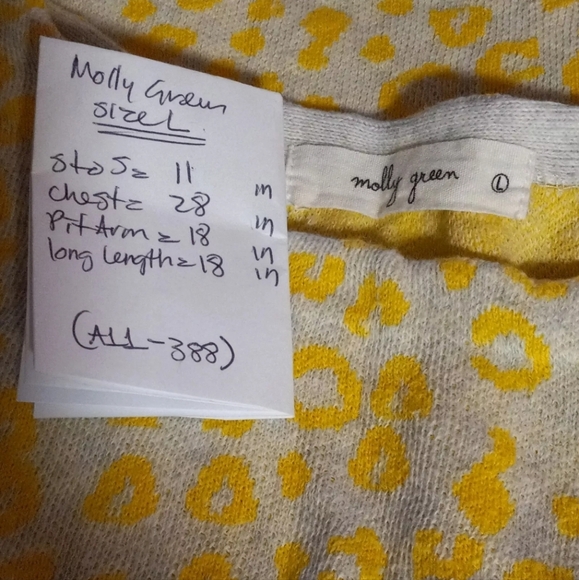 Molly Green
size L
S to S = 11 in
chest = 28 in
Pit Arm = 18 in
long length = 18 in
(A11-388)
molly green L